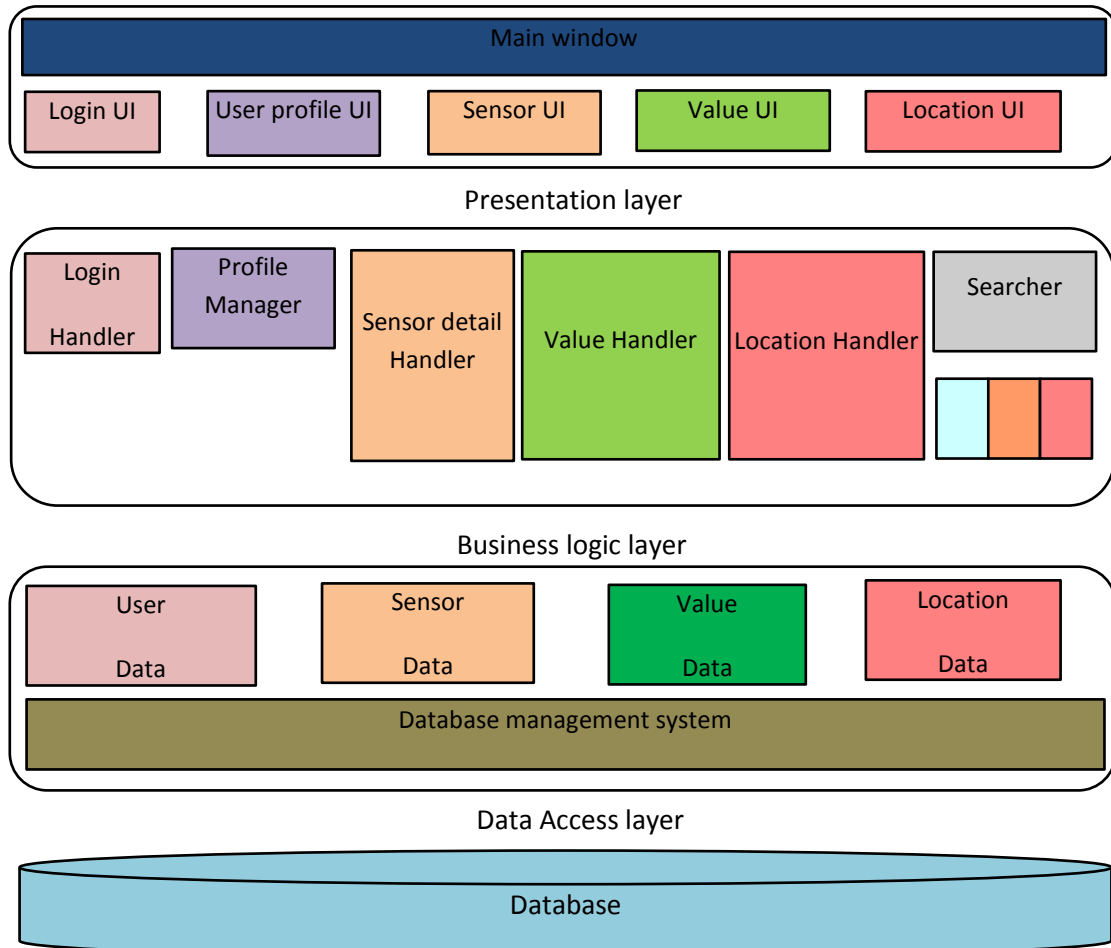 Main window
Login UI
User profile UI
Sensor UI
Value UI
Location UI
Presentation layer
Login
Handler
Profile
Manager
Sensor detail
Handler
Value Handler
Location Handler
Searcher
Business logic layer
User
Data
Sensor
Data
Value
Data
Location
Data
Database management system
Data Access layer
Database